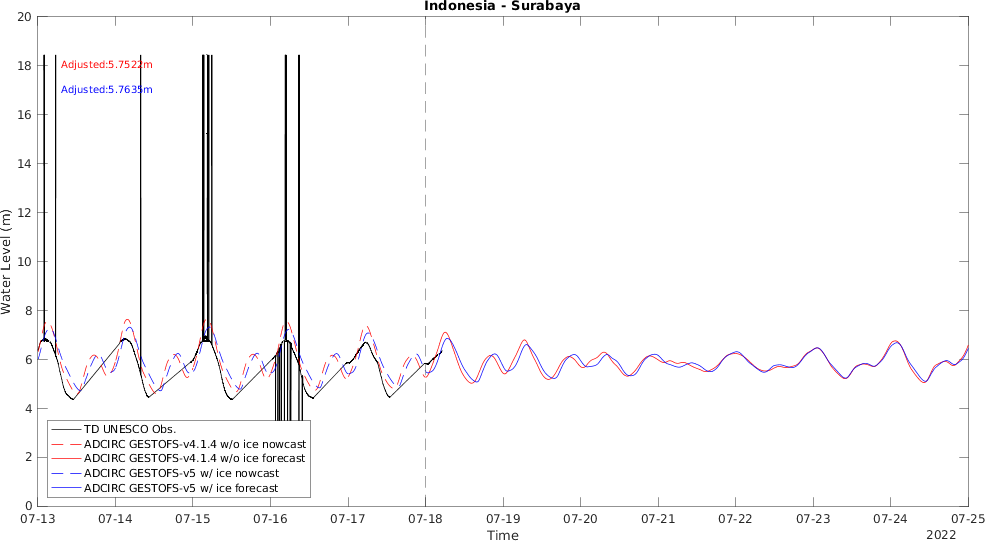 Indonesia - Surabaya
20
18
16
14
12
10
8
6
4
2
0
Water Level (m)
Adjusted:5.7522m
Adjusted:5.7635m
TD UNESCO Obs.
ADCIRC GESTOFS-v4.1.4 w/o ice nowcast
ADCIRC GESTOFS-v4.1.4 w/o ice forecast
ADCIRC GESTOFS-v5 w/ ice nowcast
ADCIRC GESTOFS-v5 w/ ice forecast
07-13 07-14 07-15 07-16 07-17 07-18 07-19 07-20 07-21 07-22 07-23 07-24 07-25
Time
2022